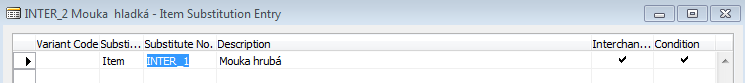 INTER_2 Mouka  hladká - Item Substitution Entry
Variant Code Substi... Substitute No. Description Interchan... Condition
Item INTER_1 Mouka hrubá